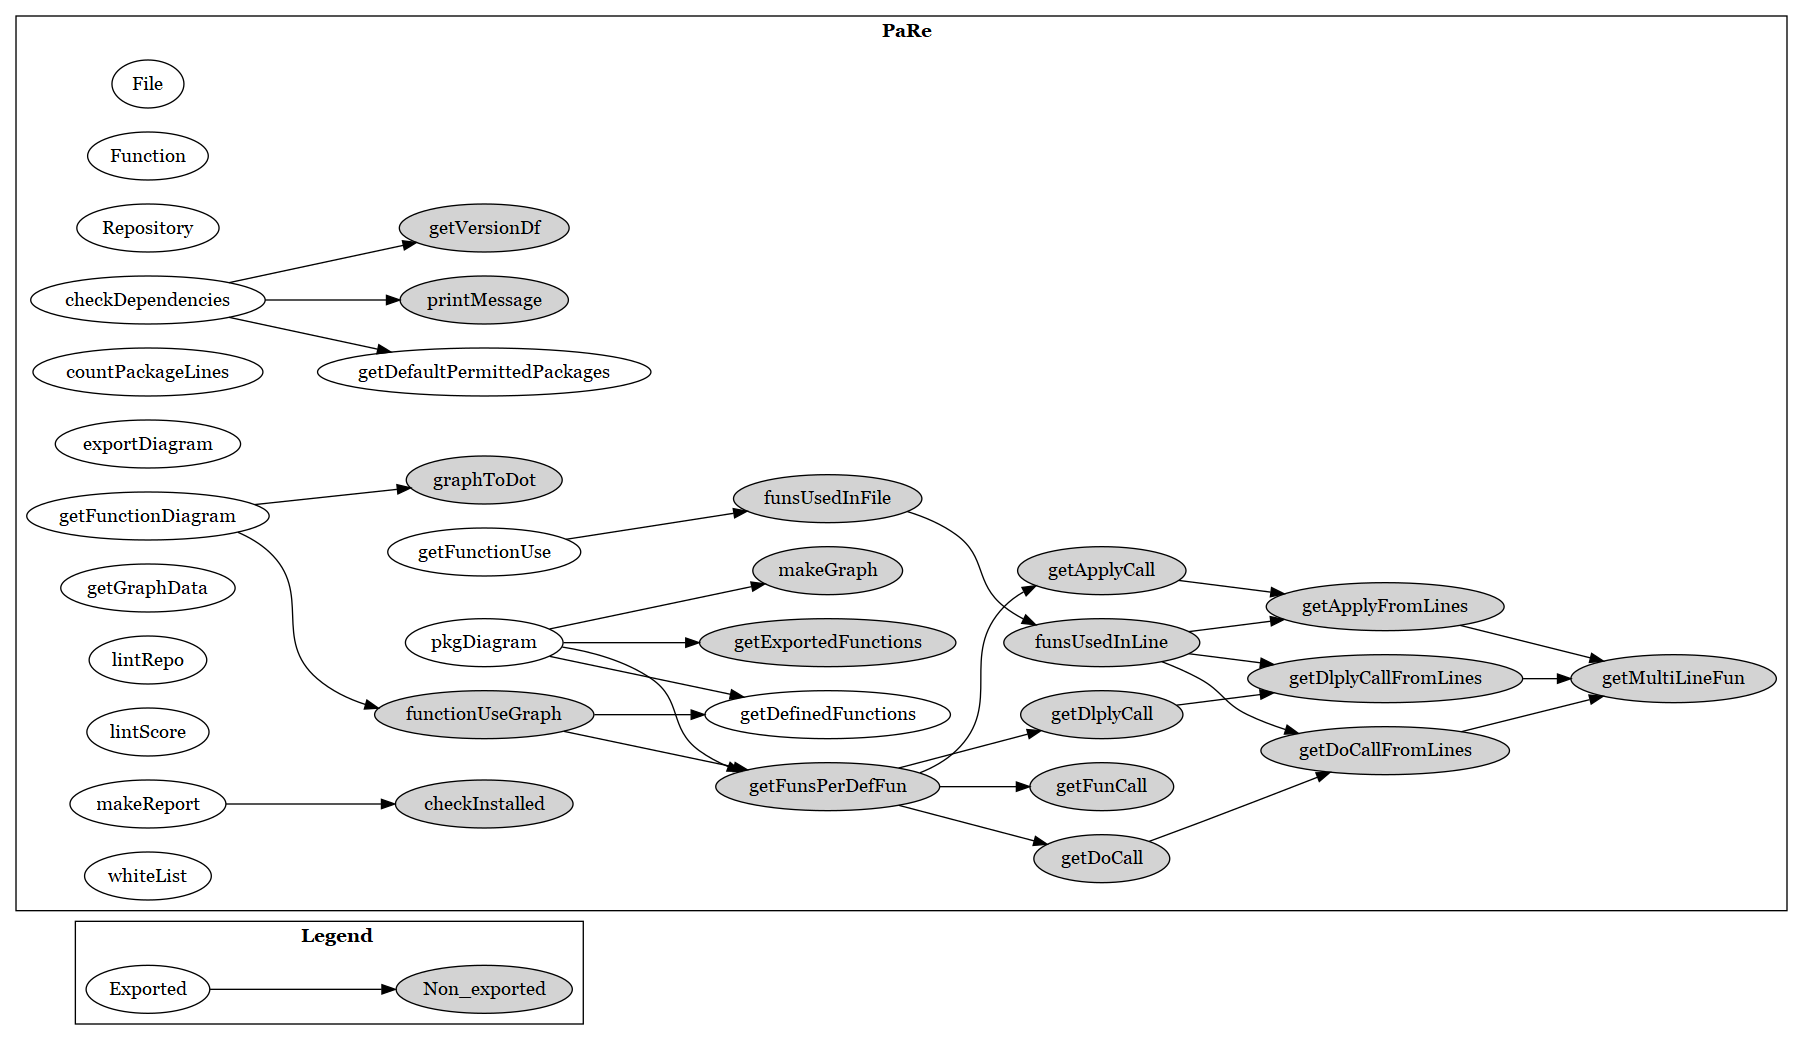 PaRe
File
Function
Repository
getVersionDf
checkDependencies
printMessage
countPackageLines
getDefaultPermittedPackages
exportDiagram
graphToDot
funsUsedInFile
getFunctionDiagram
getFunctionUse
makeGraph
getApplyCall
getGraphData
getApplyFromLines
pkgDiagram
getExportedFunctions
funsUsedInLine
lintRepo
getDlplyCallFromLines
getMultiLineFun
functionUseGraph
getDefinedFunctions
getDlplyCall
lintScore
getDoCallFromLines
getFunsPerDefFun
getFunCall
makeReport
checkInstalled
getDoCall
whiteList
Legend
Exported
Non_exported